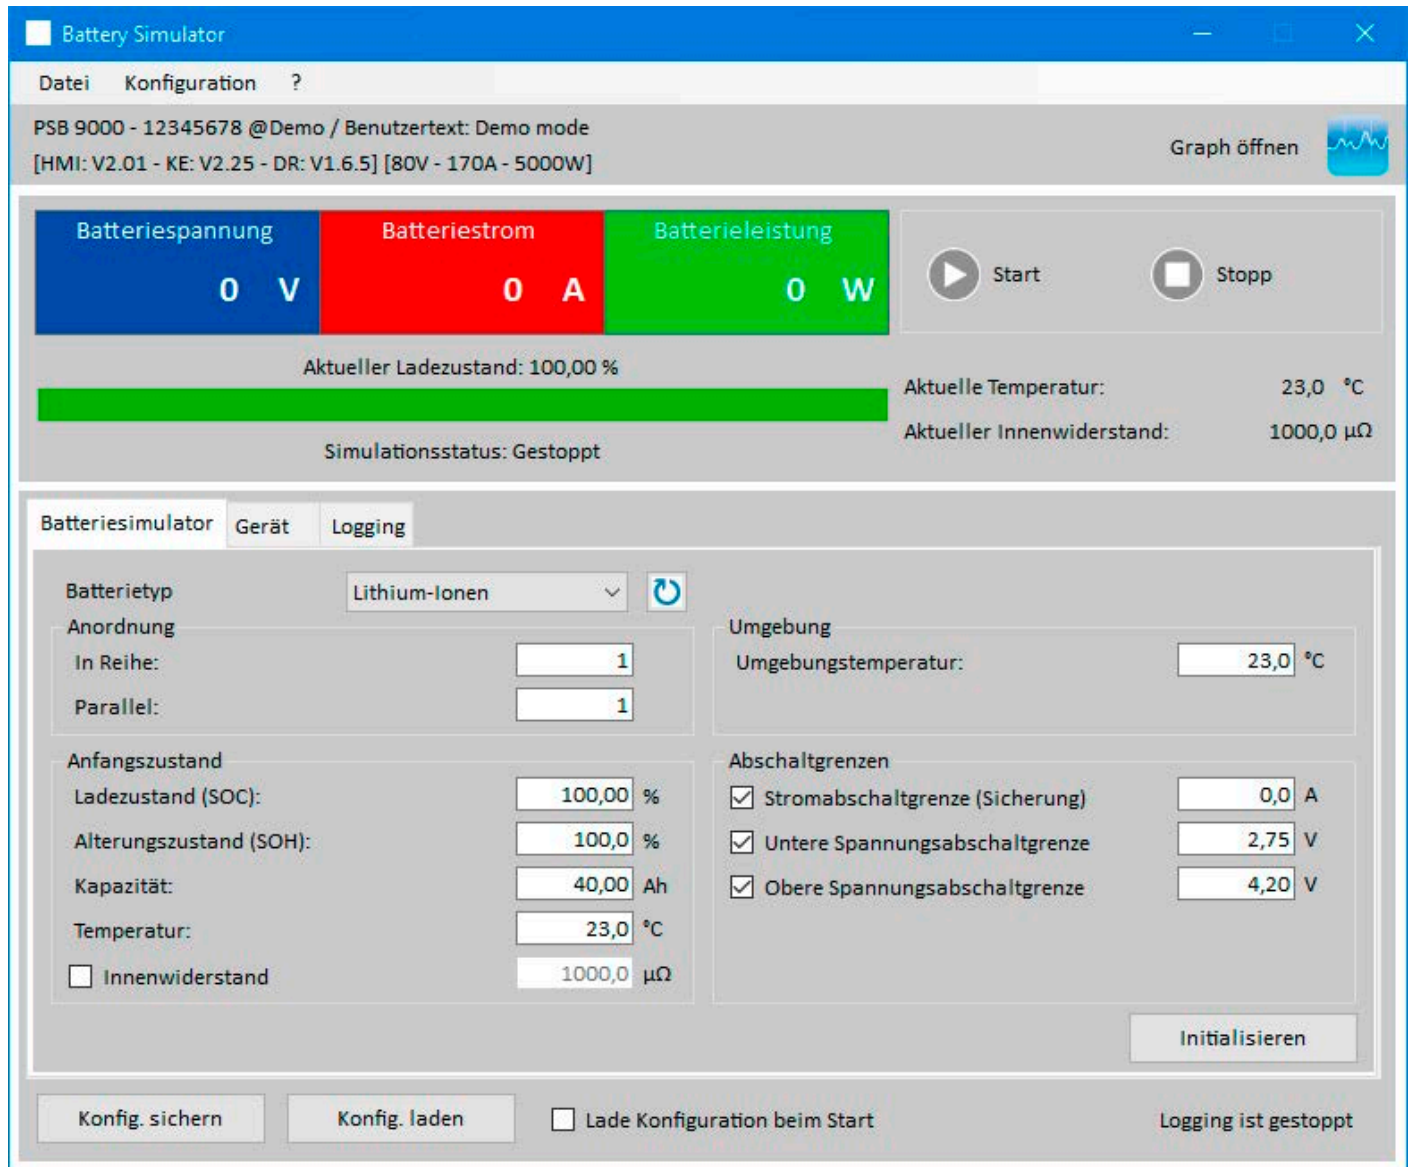 Battery Simulator
Datei Konfiguration ?
PSB 9000 - 12345678 @Demo / Benutzertext: Demo mode
[HMI: V2.01 - KE: V2.25 - DR: V1.6.5] [80V - 170A - 5000W]
Graph öffnen
Batteriespannung Batteriestrom Batterieleistung
0 V 0 A 0 W
Start Stopp
Aktueller Ladezustand: 100,00 %
Simulationsstatus: Gestoppt
Aktuelle Temperatur: 23,0 °C
Aktueller Innenwiderstand: 1000,0 µΩ
Batteriesimulator Gerät Logging
Batterietyp Lithium-Ionen
Anordnung
In Reihe: 1
Parallel: 1
Umgebung
Umgebungstemperatur: 23,0 °C
Anfangszustand
Ladezustand (SOC): 100,00 %
Alterungszustand (SOH): 100,0 %
Kapazität: 40,00 Ah
Temperatur: 23,0 °C
Innenwiderstand 1000,0 µΩ
Abschaltgrenzen
Stromabschaltgrenze (Sicherung) 0,0 A
Untere Spannungsabschaltgrenze 2,75 V
Obere Spannungsabschaltgrenze 4,20 V
Initialisieren
Konfig. sichern Konfig. laden Lade Konfiguration beim Start Logging ist gestoppt